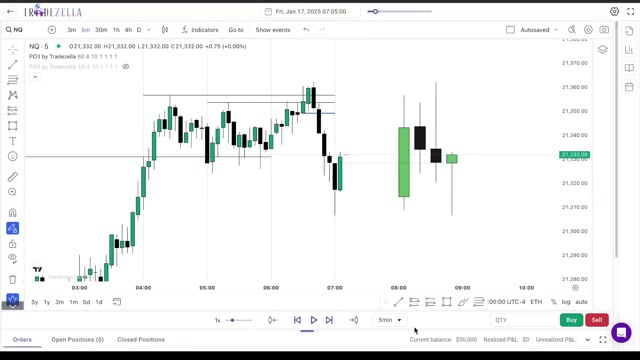 TRADEZELLA
Fri, Jan 17, 2025 07:05:00
NQ
3m 5m 30m 1h 4h
Indicators
Go to
Show events
Autosaved
NQ · 5 O21,332.00 H21,332.00 L21,332.00 C21,332.00 +0.75 (+0.00%)
PO3 by Tradezella 60 4 10 1 1 1 1
PO3 by Tradezella 60 4 10 1 1 1 1
21,370.00
21,360.00
21,350.00
21,340.00
21,332.00
21,320.00
21,310.00
21,300.00
21,290.00
21,280.00
03:00 04:00 05:00 06:00 07:00 08:00 09:00 10:00
5y 1y 3m 1m 5d 1d
:00:00 UTC-4 ETH % log auto
1x
5min
QTY
Buy
Sell
Orders Open Positions (0) Closed Positions
Current balance: $50,000 Realized P&L: $0 Unrealized P&L: